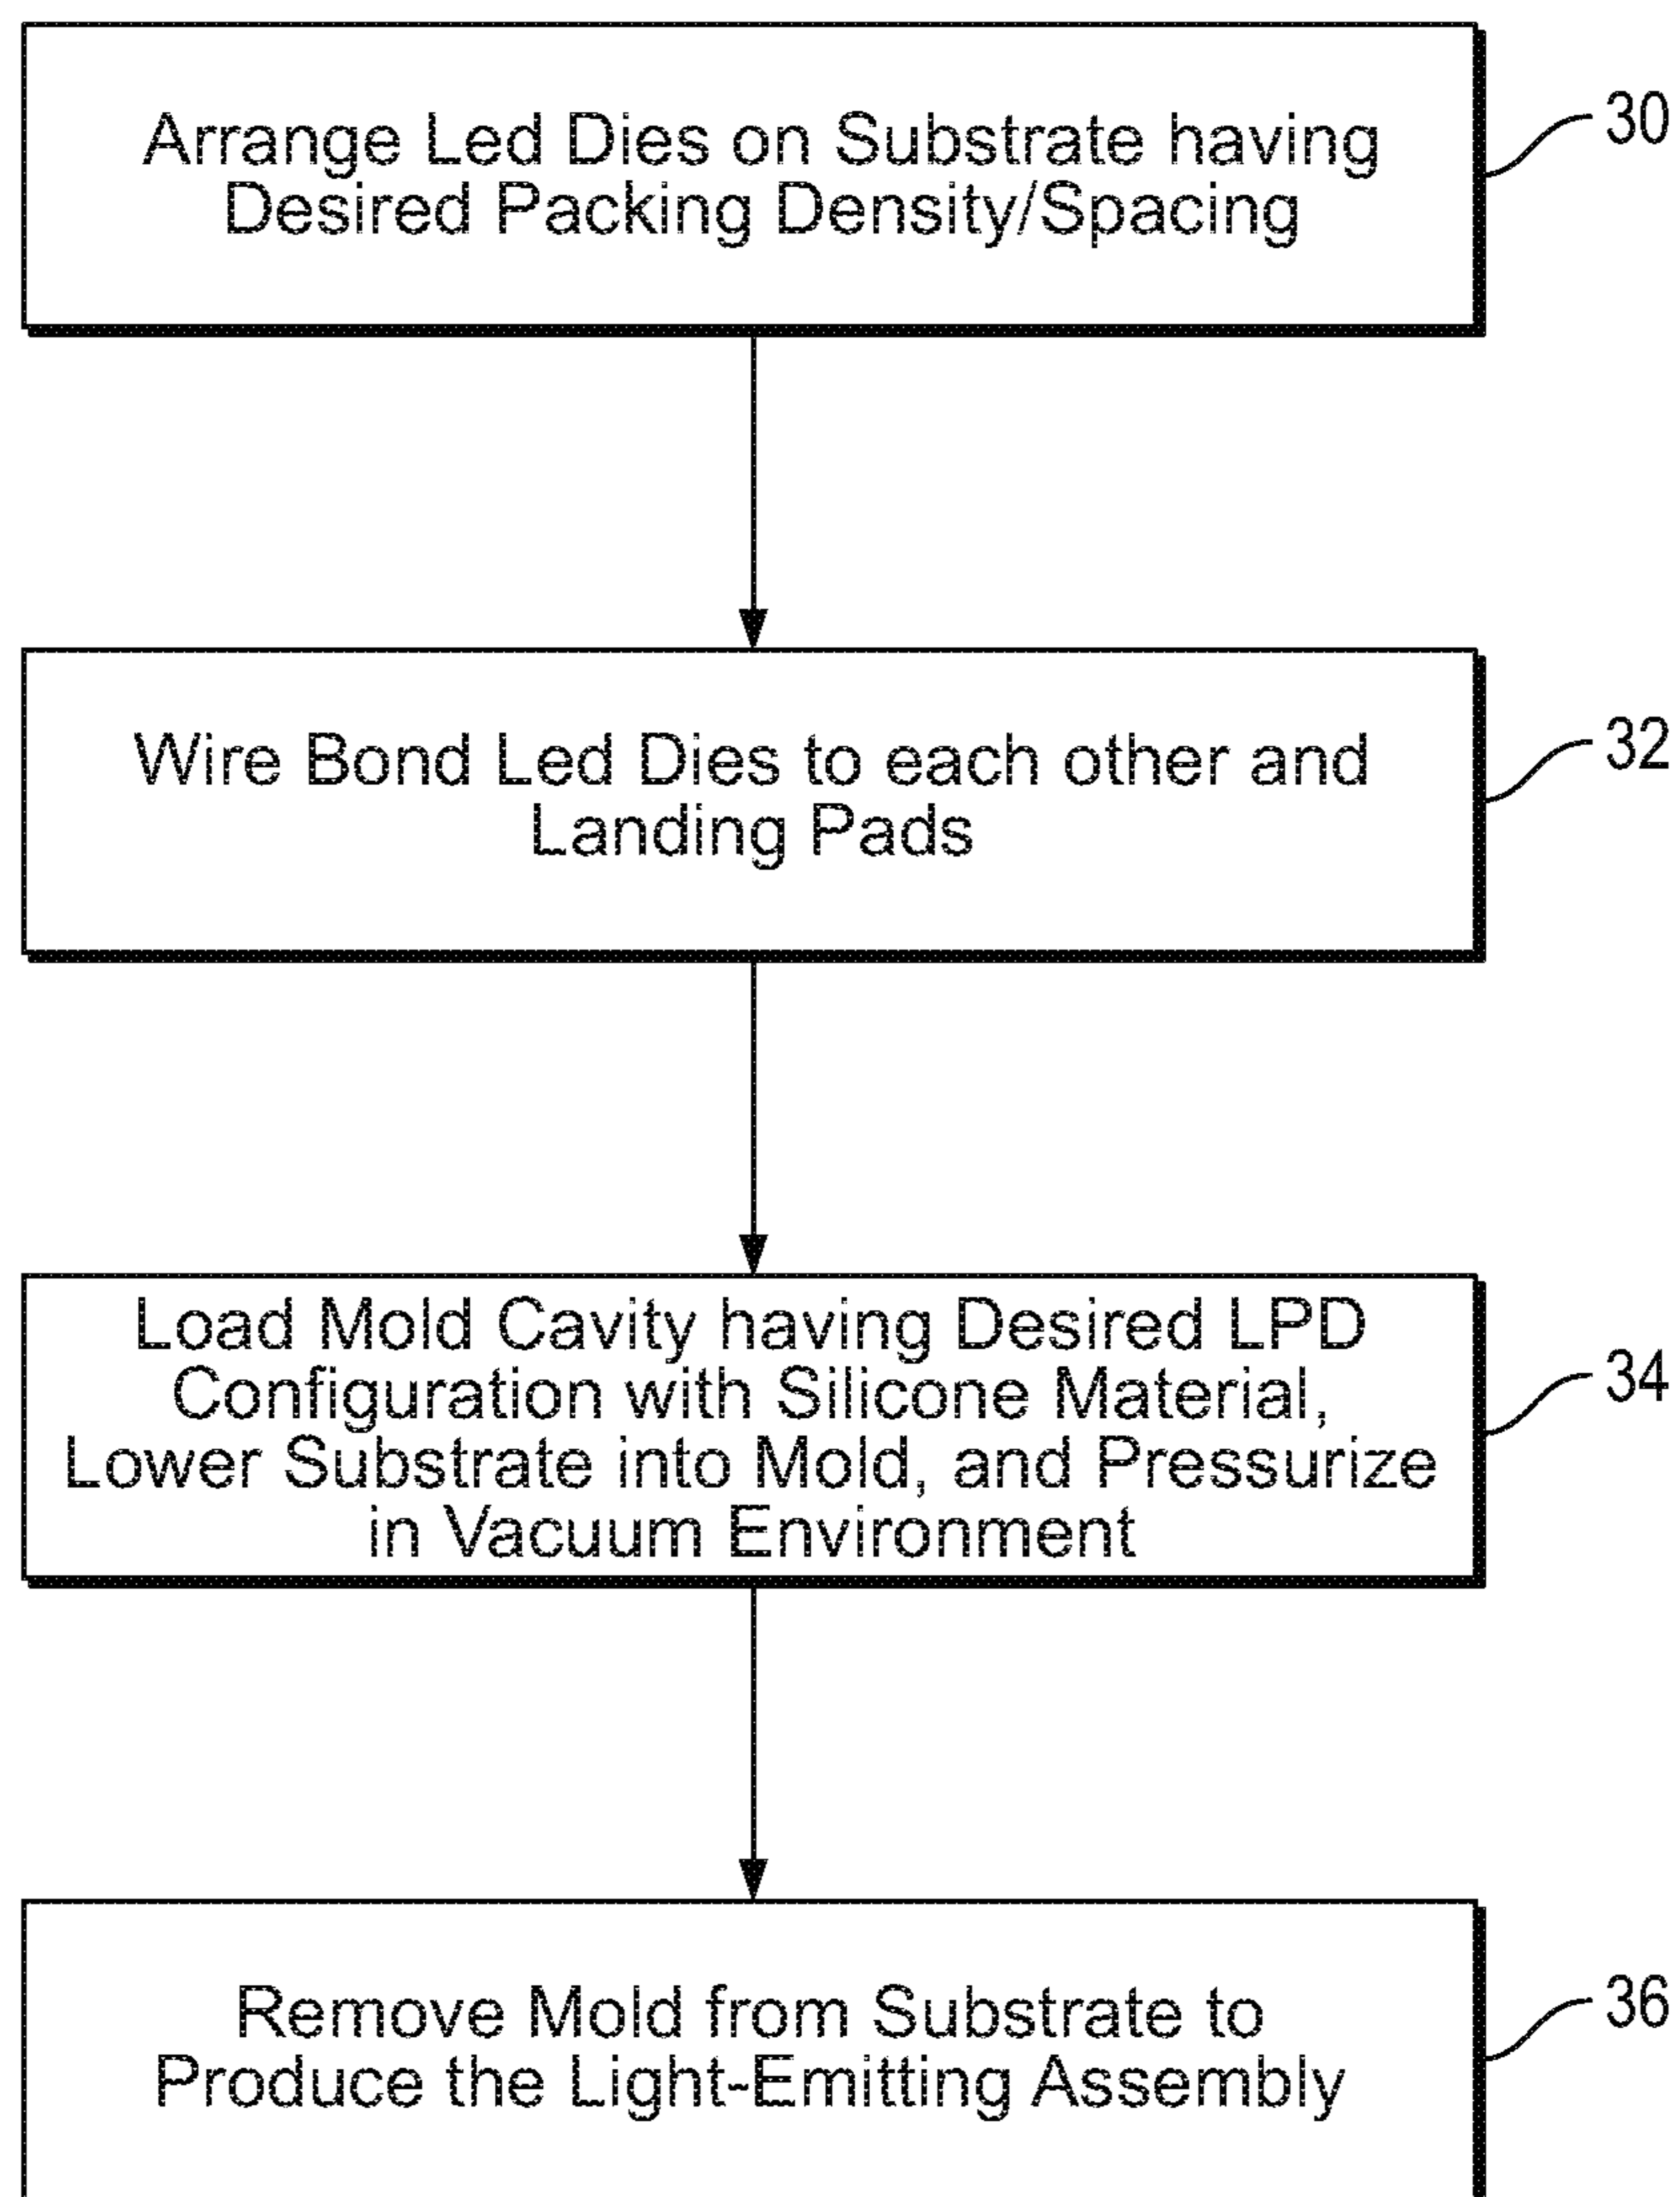 Arrange Led Dies on Substrate having
Desired Packing Density/Spacing
30
Wire Bond Led Dies to each other and
Landing Pads
32
Load Mold Cavity having Desired LPD
Configuration with Silicone Material,
Lower Substrate into Mold, and Pressurize
in Vacuum Environment
34
Remove Mold from Substrate to
Produce the Light-Emitting Assembly
36